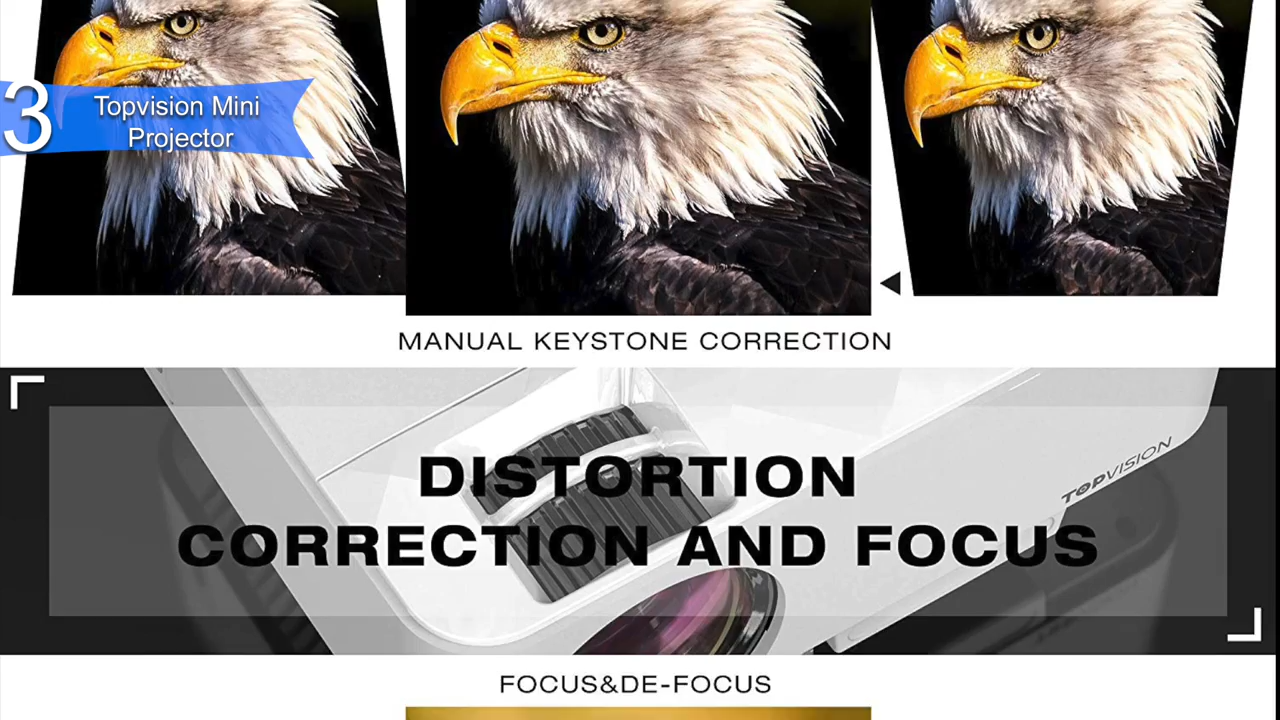 3
Topvision Mini
Projector
MANUAL KEYSTONE CORRECTION
DISTORTION
CORRECTION AND FOCUS
TOPVISION
FOCUS&DE-FOCUS